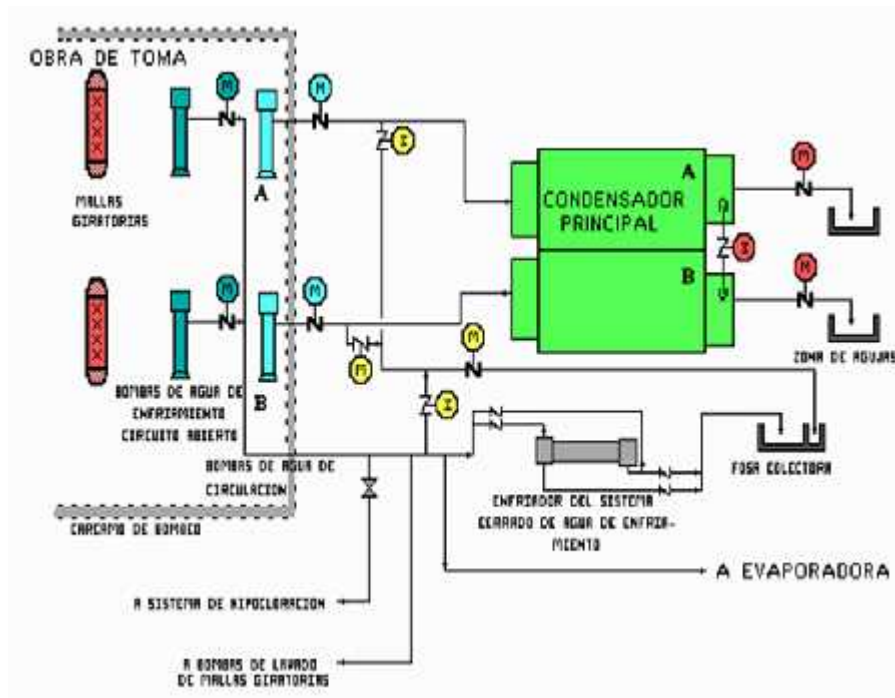 OBRA DE TOMA
M
M
A
MALLAS
GIRATORIAS
I
A
CONDENSADOR
PRINCIPAL
B
M
I
M
M
M
M
M
B
BOMBAS DE AGUA DE
ENFRIAMIENTO
CIRCUITO ABIERTO
I
ZONA DE AGUJAS
BOMBAS DE AGUA DE
CIRCULACION
FOSA COLECTORA
ENFRIADOR DEL SISTEMA
CERRADO DE AGUA DE ENFRIA-
MIENTO
CARCAMO DE BOMBEO
A EVAPORADORA
A SISTEMA DE HIPOCLORACION
A BOMBAS DE LAVADO
DE MALLAS GIRATORIAS